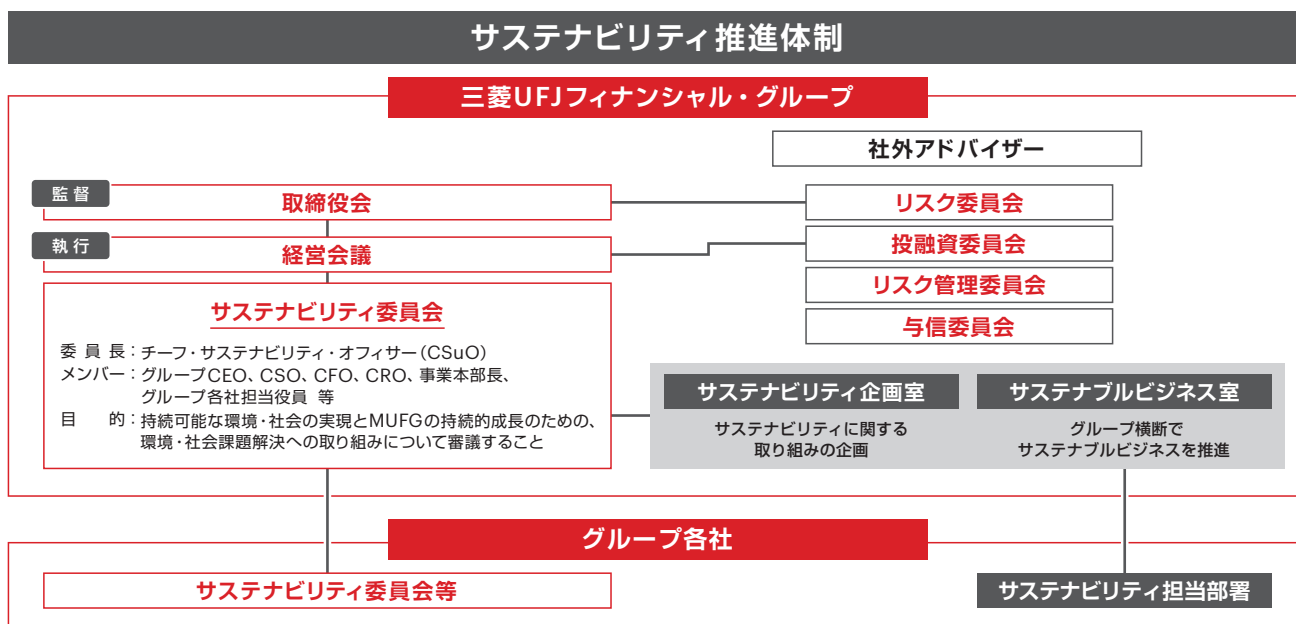 サステナビリティ推進体制
三菱UFJフィナンシャル・グループ
社外アドバイザー
監督
取締役会
リスク委員会
執行
経営会議
投融資委員会
リスク管理委員会
与信委員会
サステナビリティ委員会
委員長：チーフ・サステナビリティ・オフィサー（CSuO）
メンバー：グループCEO、CSO、CFO、CRO、事業本部長、
グループ各社担当役員 等
目　的：持続可能な環境・社会の実現とMUFGの持続的成長のための、
環境・社会課題解決への取り組みについて審議すること
サステナビリティ企画室
サステナビリティに関する
取り組みの企画
サステナブルビジネス室
グループ横断で
サステナブルビジネスを推進
グループ各社
サステナビリティ委員会等
サステナビリティ担当部署